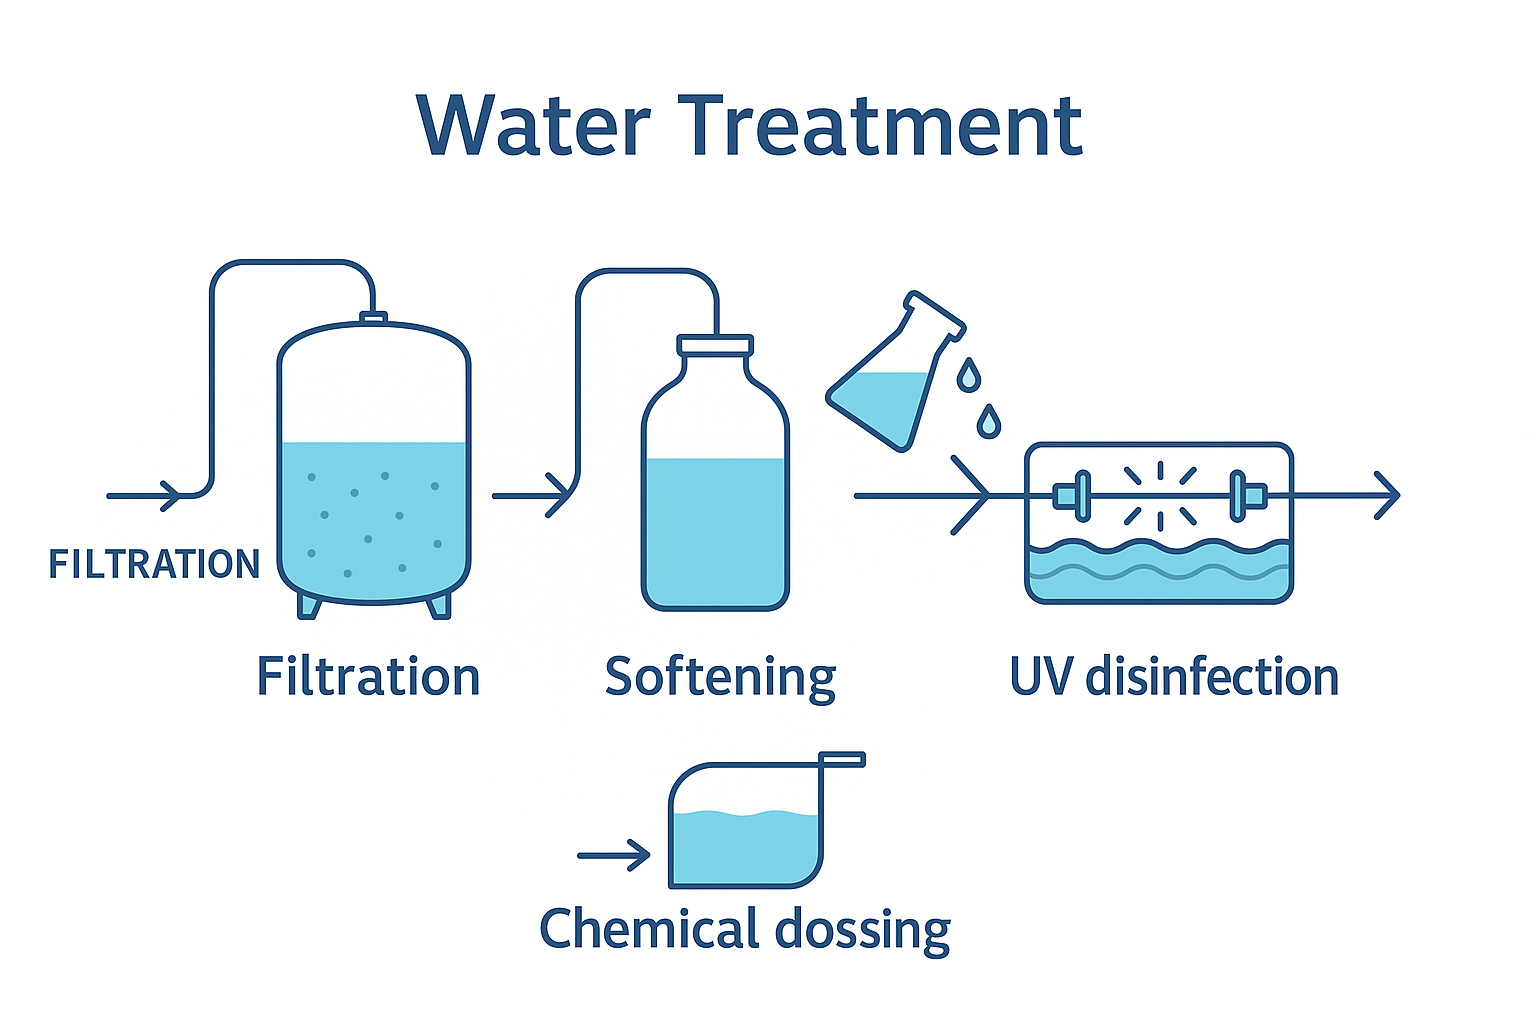 Water Treatment
FILTRATION
Filtration
Softening
UV disinfection
Chemical dossing